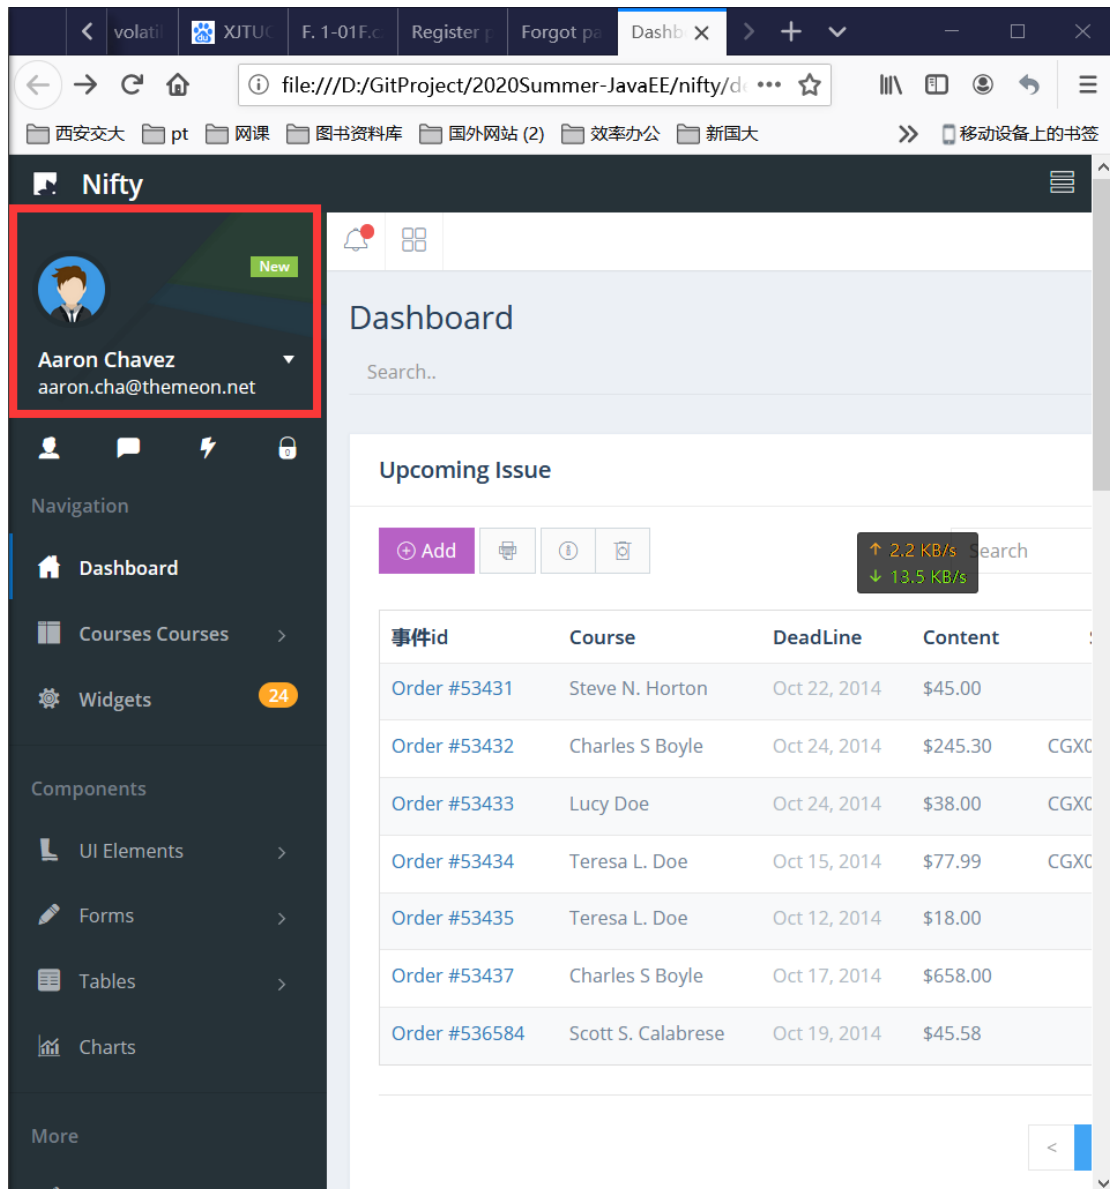 volati XJTU F. 1-01F.c Register p Forgot pa Dashb
file:///D:/GitProject/2020Summer-JavaEE/nifty/d
西安交大 pt 网课 图书资料库 国外网站 (2) 效率办公 新国大 移动设备上的书签
Nifty
New
Aaron Chavez
aaron.cha@themeon.net
Navigation
Dashboard
Courses Courses
Widgets 24
Components
UI Elements
Forms
Tables
Charts
More
Dashboard
Search..
Upcoming Issue
Add Search
↑ 2.2 KB/s
↓ 13.5 KB/s
事件id Course DeadLine Content
Order #53431 Steve N. Horton Oct 22, 2014 $45.00
Order #53432 Charles S Boyle Oct 24, 2014 $245.30 CGX0
Order #53433 Lucy Doe Oct 24, 2014 $38.00 CGX0
Order #53434 Teresa L. Doe Oct 15, 2014 $77.99 CGX0
Order #53435 Teresa L. Doe Oct 12, 2014 $18.00
Order #53437 Charles S Boyle Oct 17, 2014 $658.00
Order #536584 Scott S. Calabrese Oct 19, 2014 $45.58
<